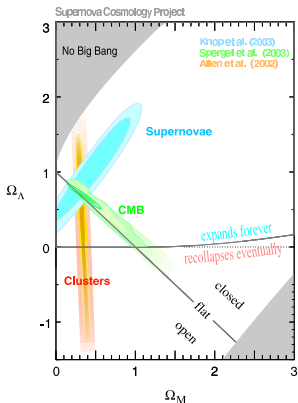 Supernova Cosmology Project
3
No Big Bang
Knop et al. (2003)
Spergel et al. (2003)
Allen et al. (2002)
2
Supernovae
1
Ω_Λ
CMB
expands forever
0
recollapses eventually
Clusters
closed
flat
open
-1
0
1
2
3
Ω_M